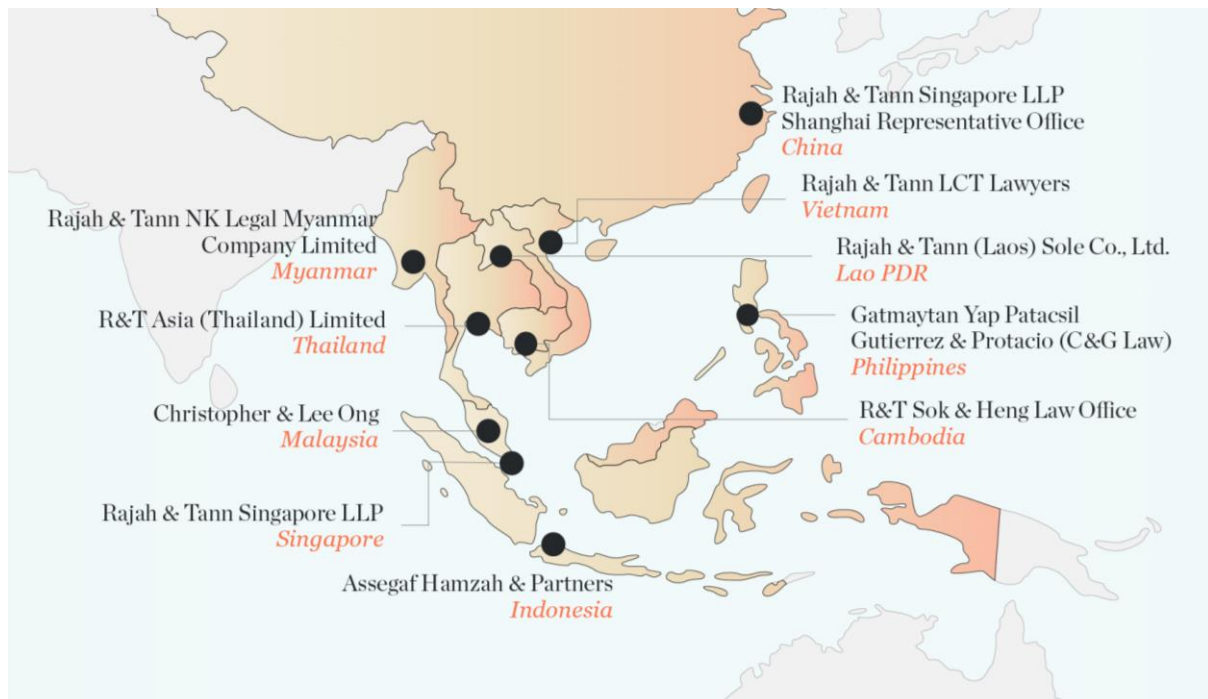 Rajah & Tann Singapore LLP
Shanghai Representative Office
China
Rajah & Tann LCT Lawyers
Vietnam
Rajah & Tann NK Legal Myanmar
Company Limited
Myanmar
Rajah & Tann (Laos) Sole Co., Ltd.
Lao PDR
R&T Asia (Thailand) Limited
Thailand
Gatmaytan Yap Patacsil
Gutierrez & Protacio (C&G Law)
Philippines
Christopher & Lee Ong
Malaysia
R&T Sok & Heng Law Office
Cambodia
Rajah & Tann Singapore LLP
Singapore
Assegaf Hamzah & Partners
Indonesia